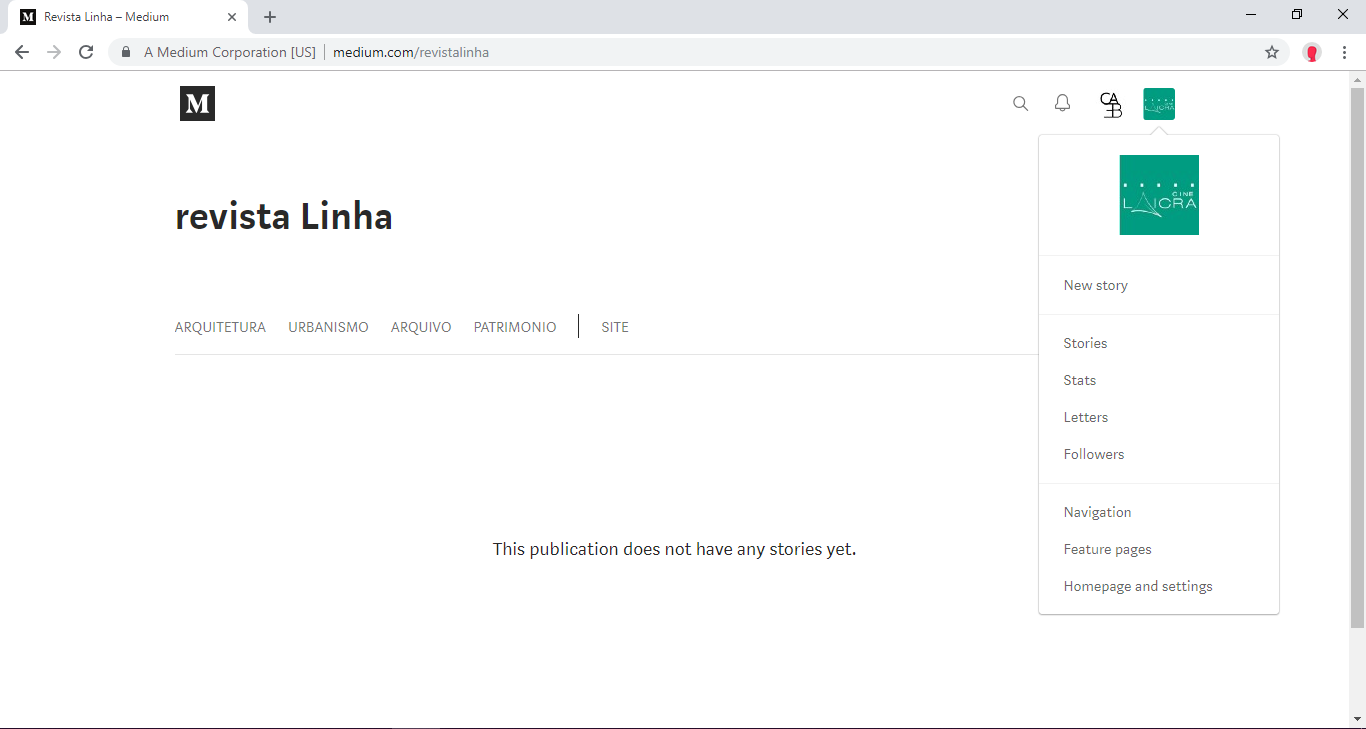 Revista Linha – Medium
A Medium Corporation [US] | medium.com/revistalinha
M
CAEB
CINE
LAICRA
revista Linha
New story
ARQUITETURA URBANISMO ARQUIVO PATRIMONIO | SITE
Stories
Stats
Letters
Followers
Navigation
This publication does not have any stories yet.
Feature pages
Homepage and settings